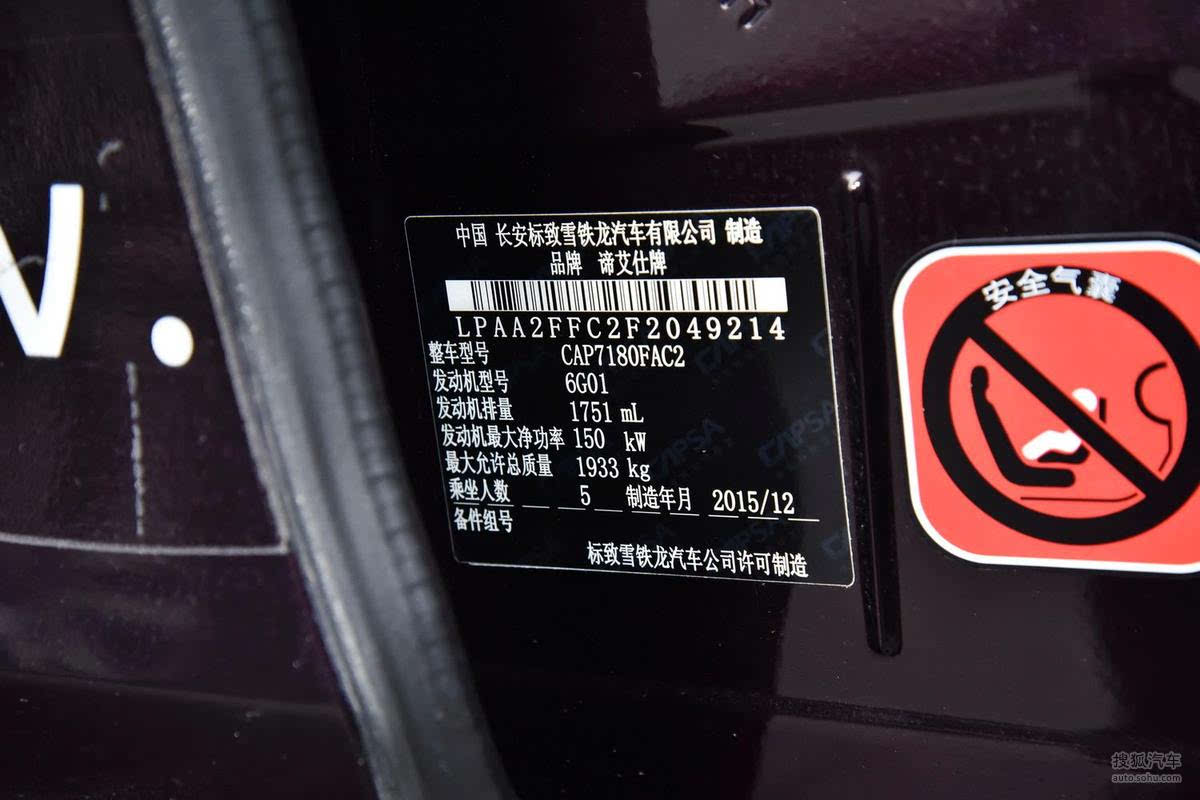 中国 长安标致雪铁龙汽车有限公司 制造
品牌 谛艾仕牌
LPAA2FFC2F2049214
整车型号 CAP7180FAC2
发动机型号 6G01
发动机排量 1751 mL
发动机最大净功率 150 kW
最大允许总质量 1933 kg
乘坐人数 5 制造年月 2015/12
备件组号
标致雪铁龙汽车公司许可制造
安全气囊
CAPSA
CAPSA
搜狐汽车
auto.sohu.com